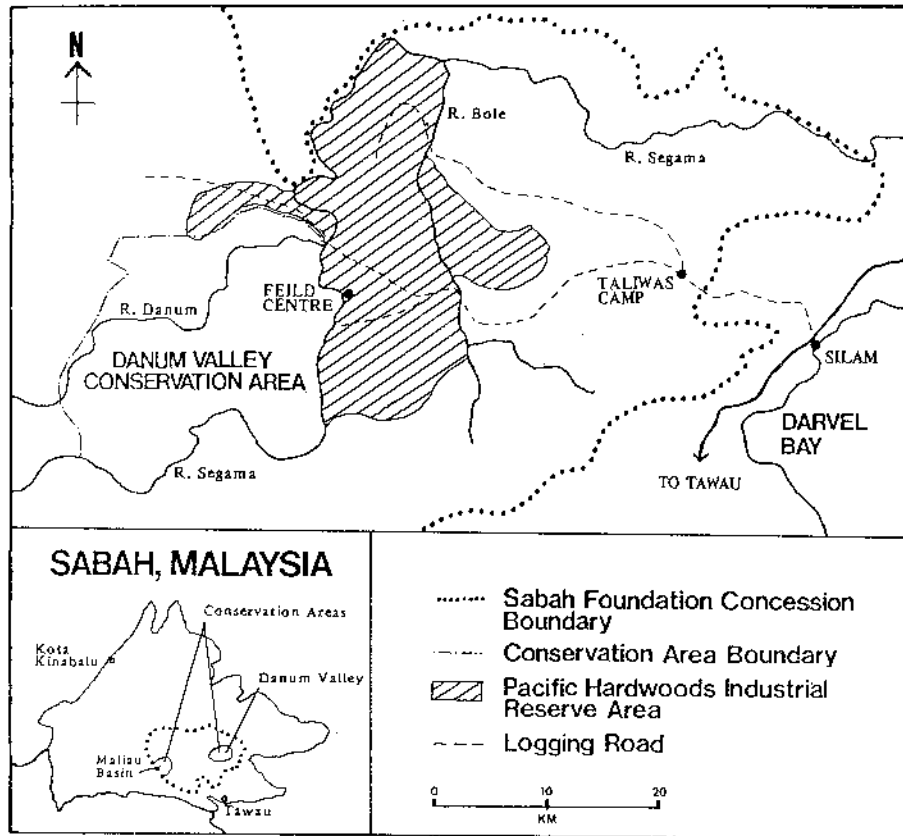 N
R. Bole
R. Segama
FEILD
CENTRE
TALIWAS
CAMP
R. Danum
DANUM VALLEY
CONSERVATION AREA
SILAM
DARVEL
BAY
R. Segama
TO TAWAU
SABAH, MALAYSIA
Conservation Areas
Kota
Kinabalu
Danum Valley
Maliau
Basin
Tawau
Sabah Foundation Concession
Boundary
Conservation Area Boundary
Pacific Hardwoods Industrial
Reserve Area
Logging Road
0 10 20
KM